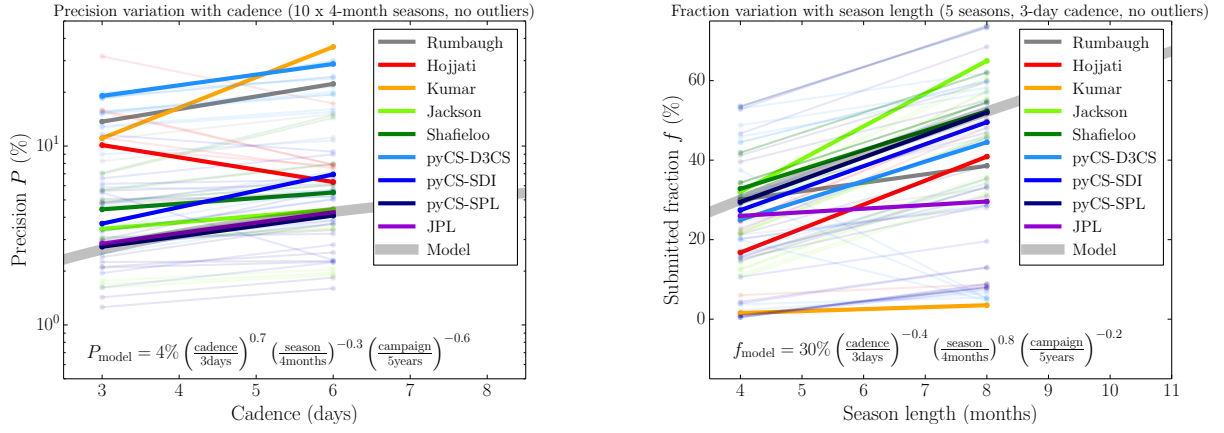 Precision variation with cadence (10 x 4-month seasons, no outliers)
Precision P (%)
10^1
10^0
Rumbaugh
Hojjati
Kumar
Jackson
Shafieloo
pyCS-D3CS
pyCS-SDI
pyCS-SPL
JPL
Model
P_model = 4% (cadence/3days)^0.7 (season/4months)^−0.3 (campaign/5years)^−0.6
3 4 5 6 7 8
Cadence (days)
Fraction variation with season length (5 seasons, 3-day cadence, no outliers)
Submitted fraction f (%)
60
40
20
0
Rumbaugh
Hojjati
Kumar
Jackson
Shafieloo
pyCS-D3CS
pyCS-SDI
pyCS-SPL
JPL
Model
f_model = 30% (cadence/3days)^−0.4 (season/4months)^0.8 (campaign/5years)^−0.2
4 5 6 7 8 9 10 11
Season length (months)